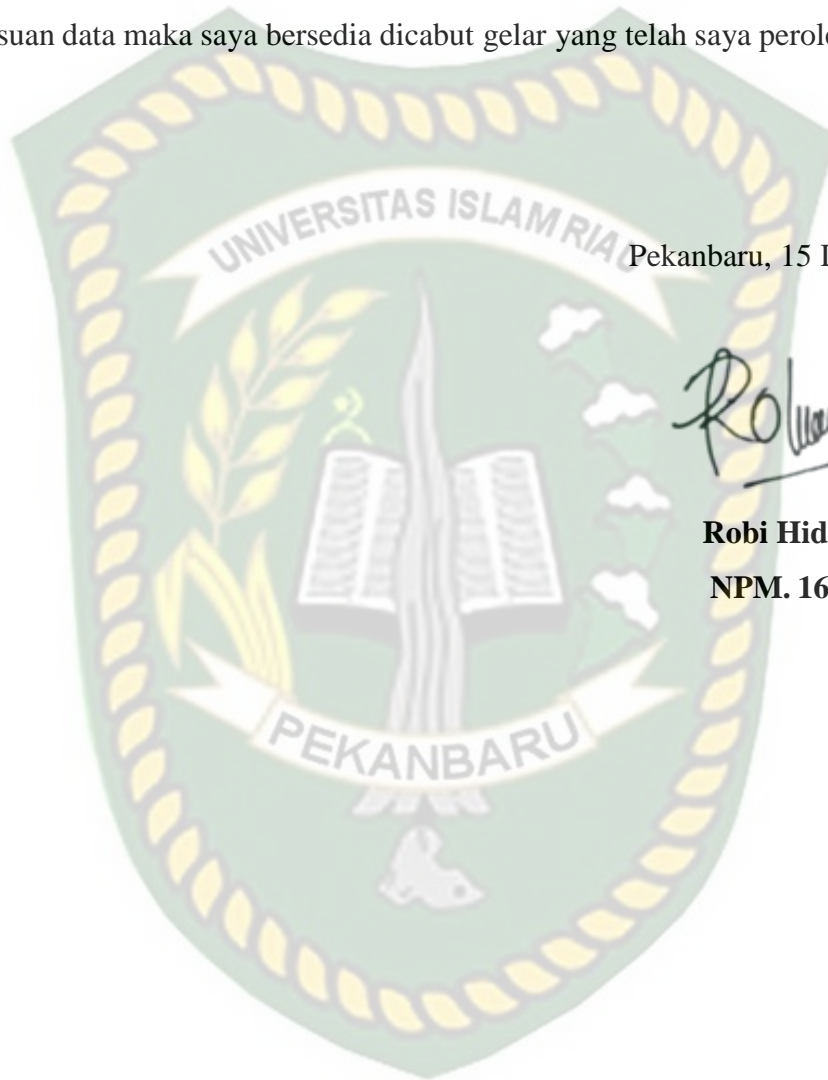 suan data maka saya bersedia dicabut gelar yang telah saya perol
UNIVERSITAS ISLAM RIAU
Pekanbaru, 15
Robi Hid
NPM. 16
PEKANBARU